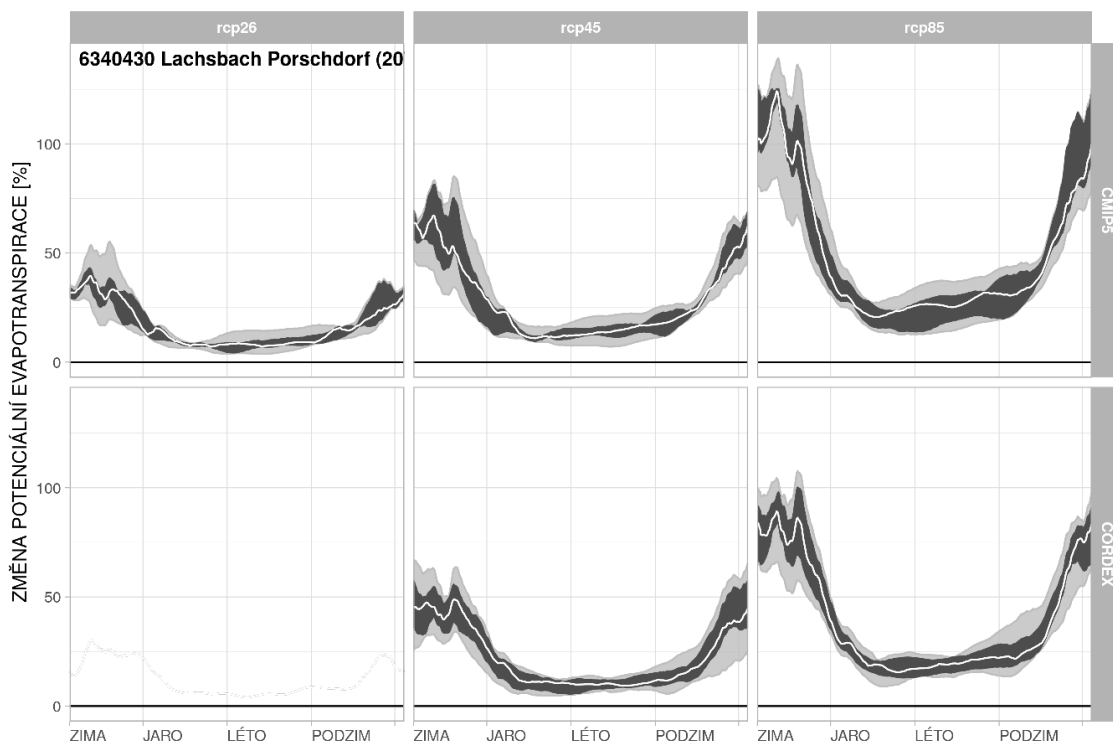 rcp26 rcp45 rcp85
6340430 Lachsbach Porschdorf (20
ZMĚNA POTENCIÁLNÍ EVAPOTRANSPIRACE [%]
100
50
0
CMIP5
100
50
0
CORDEX
ZIMA JARO LÉTO PODZIM ZIMA JARO LÉTO PODZIM ZIMA JARO LÉTO PODZIM